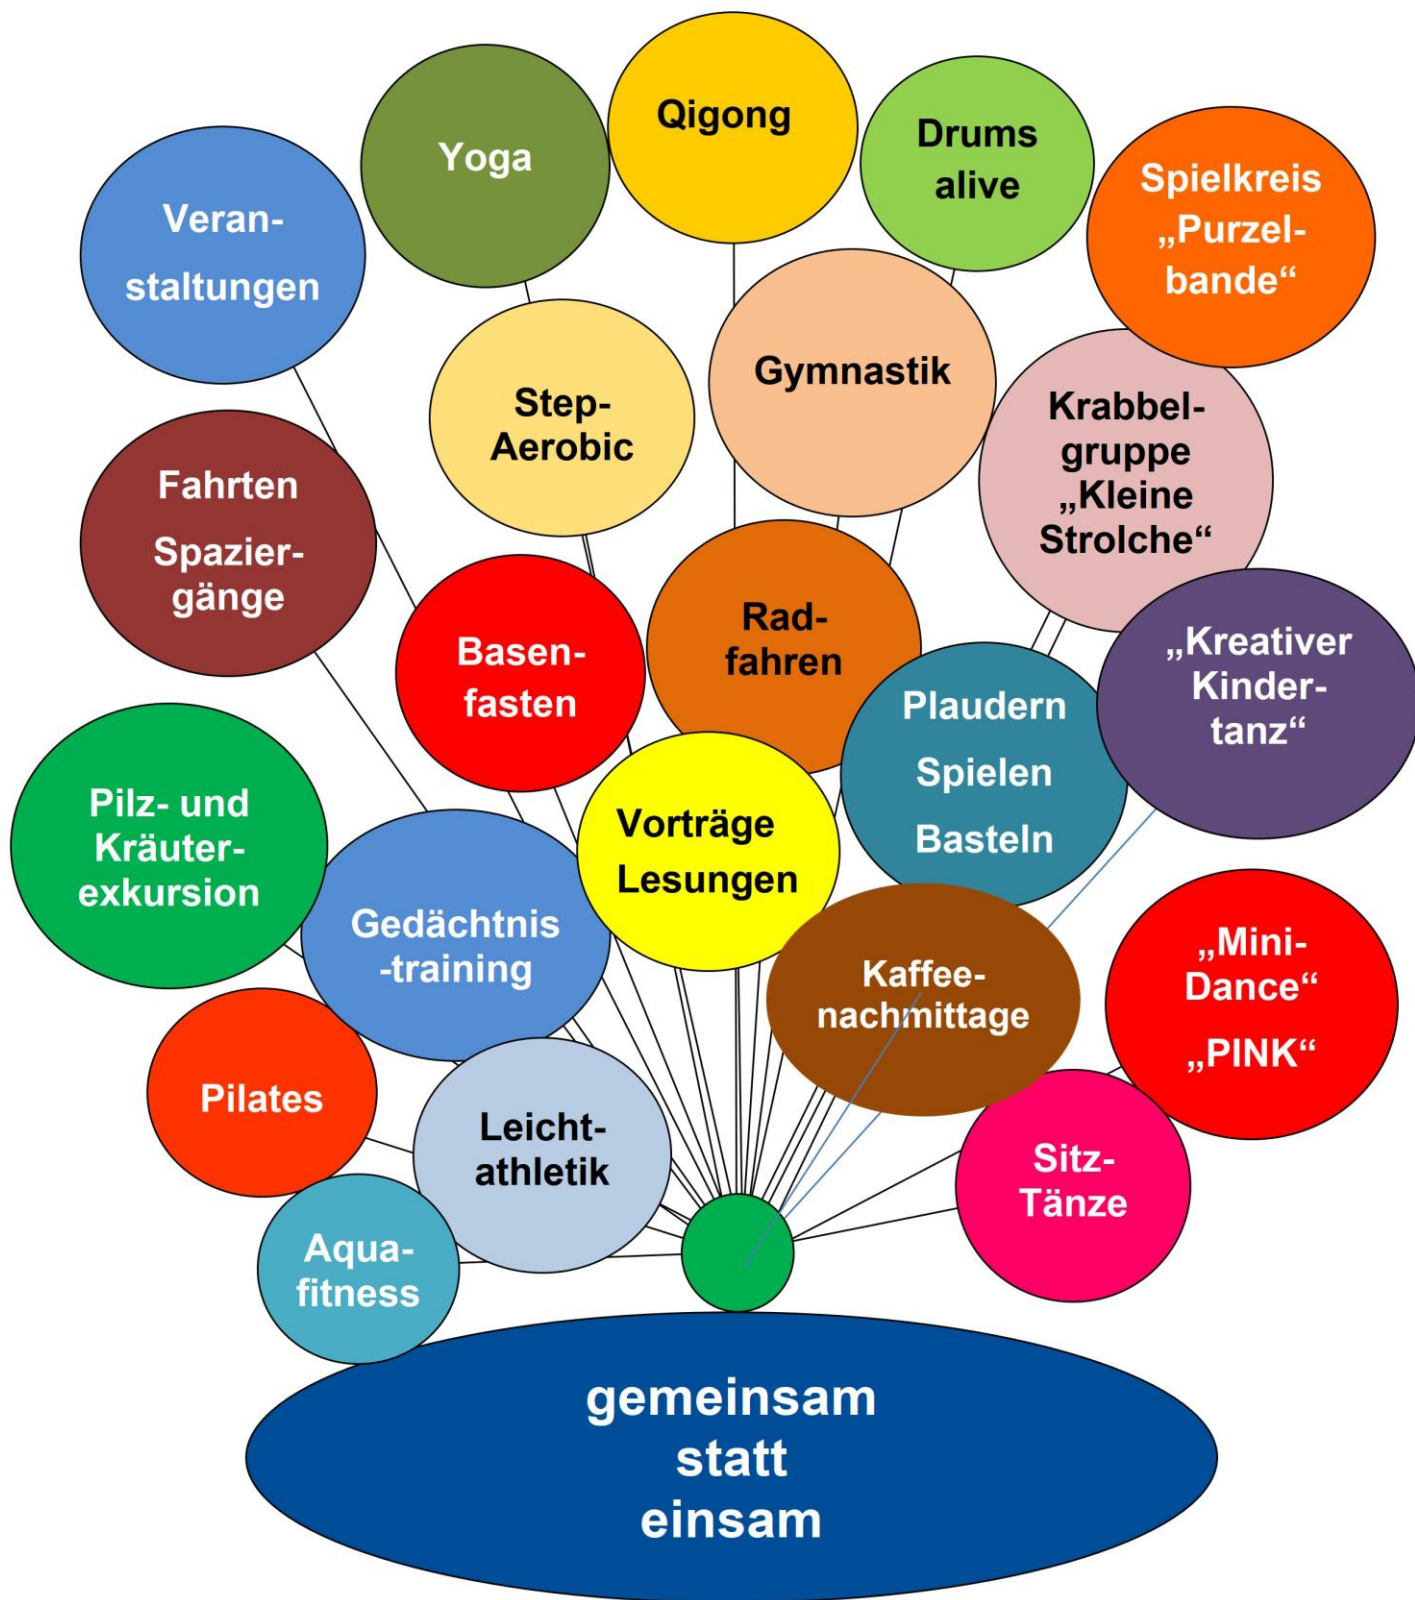 Qigong
Yoga
Drums
alive
Spielkreis
„Purzel-
bande“
Veran-
staltungen
Gymnastik
Step-
Aerobic
Krabbel-
gruppe
„Kleine
Strolche“
Fahrten
Spazier-
gänge
Rad-
fahren
Basen-
fasten
„Kreativer
Kinder-
tanz“
Plaudern
Spielen
Basteln
Pilz- und
Kräuter-
exkursion
Vorträge
Lesungen
Gedächtnis
-training
Kaffee-
nachmittage
„Mini-
Dance“
„PINK“
Pilates
Leicht-
athletik
Sitz-
Tänze
Aqua-
fitness
gemeinsam
statt
einsam